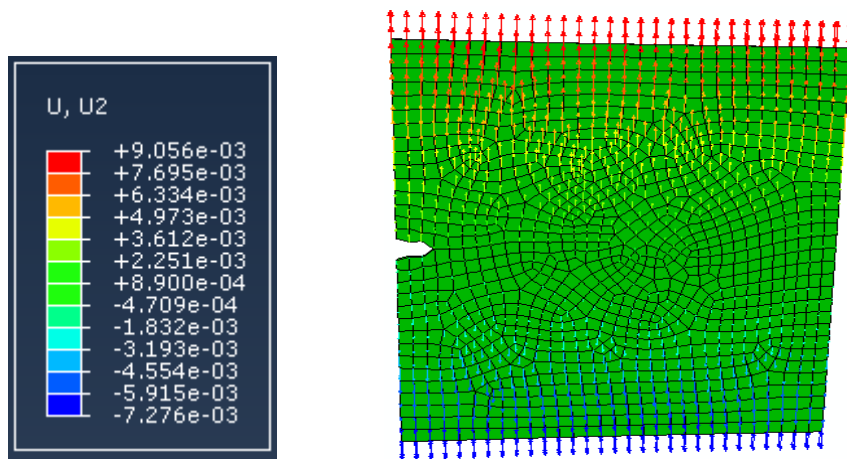 U, U2
+9.056e-03
+7.695e-03
+6.334e-03
+4.973e-03
+3.612e-03
+2.251e-03
+8.900e-04
-4.709e-04
-1.832e-03
-3.193e-03
-4.554e-03
-5.915e-03
-7.276e-03